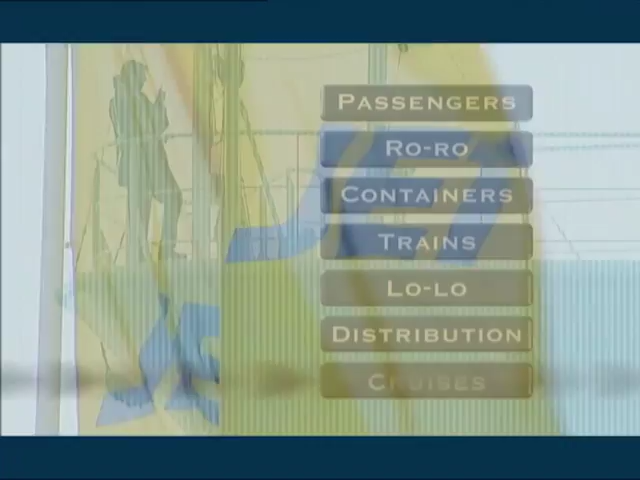 PASSENGERS
RO-RO
CONTAINERS
TRAINS
LO-LO
DISTRIBUTION
CRUISES